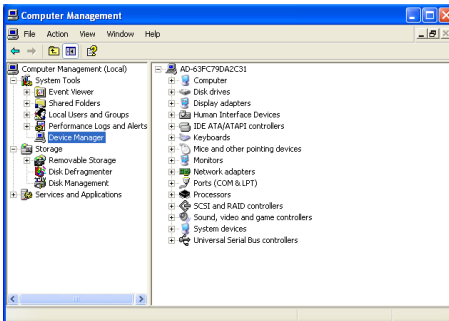 Computer Management
File Action View Window Help
Computer Management (Local)
System Tools
Event Viewer
Shared Folders
Local Users and Groups
Performance Logs and Alerts
Device Manager
Storage
Removable Storage
Disk Defragmenter
Disk Management
Services and Applications
AD-63FC79DA2C31
Computer
Disk drives
Display adapters
Human Interface Devices
IDE ATA/ATAPI controllers
Keyboards
Mice and other pointing devices
Monitors
Network adapters
Ports (COM & LPT)
Processors
SCSI and RAID controllers
Sound, video and game controllers
System devices
Universal Serial Bus controllers